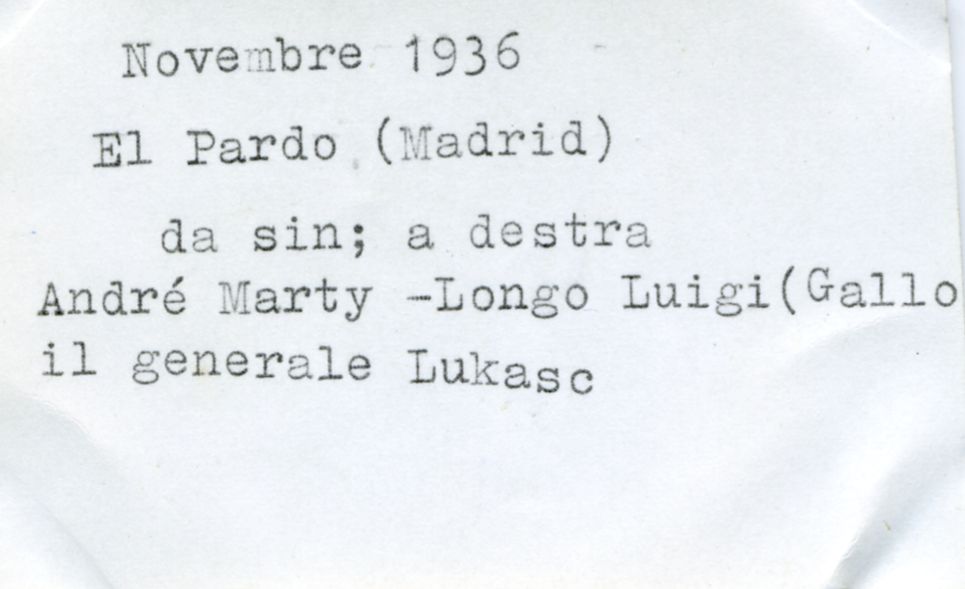 Novembre 1936
El Pardo (Madrid)
da sin; a destra
André Marty -Longo Luigi(Gallo
il generale Lukasc